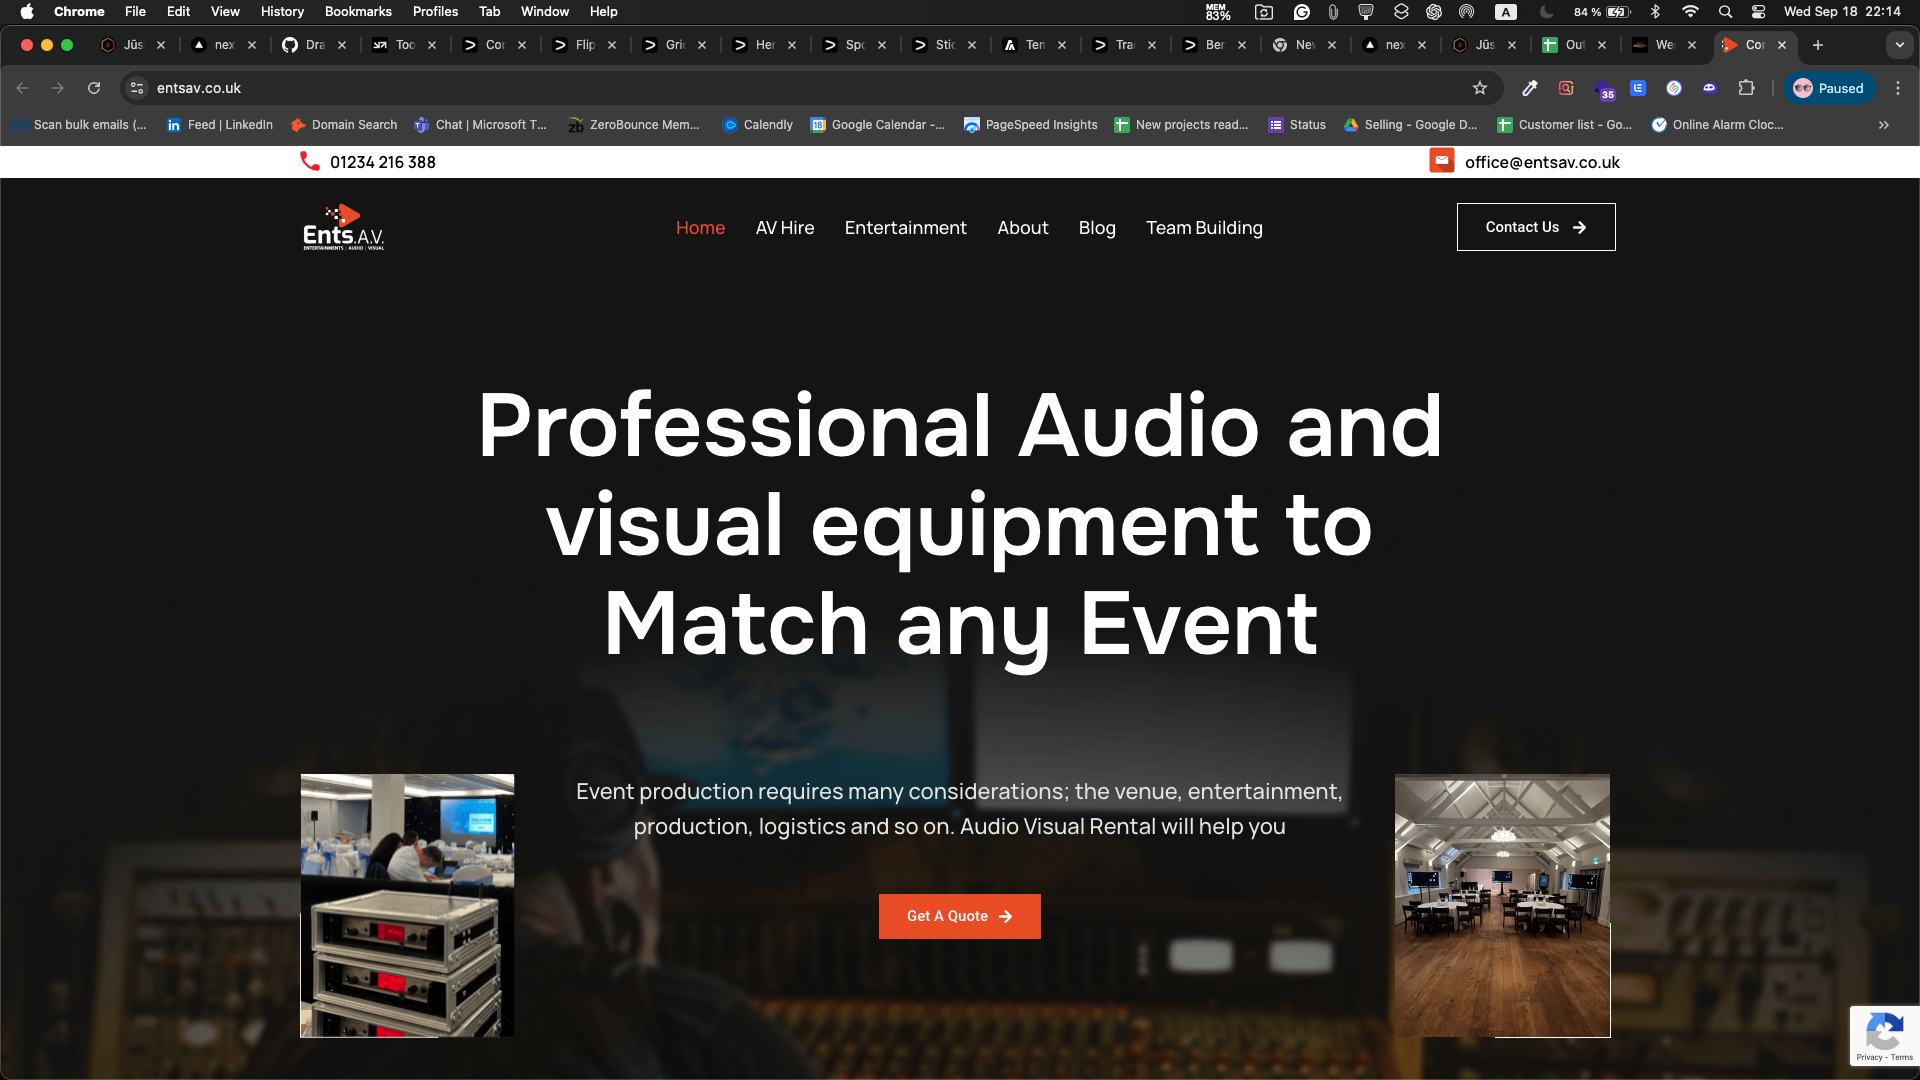 Chrome File Edit View History Bookmarks Profiles Tab Window Help MEM 83% A 84 % Wed Sep 18 22:14
Jūs nex Dra Too Cor Flip Gri Her Spo Stic Ten Tra Ber Nev nex Jūs Out We Cor
entsav.co.uk 35 Paused
Scan bulk emails (... Feed | LinkedIn Domain Search Chat | Microsoft T... ZeroBounce Mem... Calendly Google Calendar -... PageSpeed Insights New projects read... Status Selling - Google D... Customer list - Go... Online Alarm Cloc...
01234 216 388 office@entsav.co.uk
Ents.A.V.
ENTERTAINMENTS | AUDIO | VISUAL
Home AV Hire Entertainment About Blog Team Building Contact Us
Professional Audio and
visual equipment to
Match any Event
Event production requires many considerations; the venue, entertainment,
production, logistics and so on. Audio Visual Rental will help you
Get A Quote
Privacy - Terms